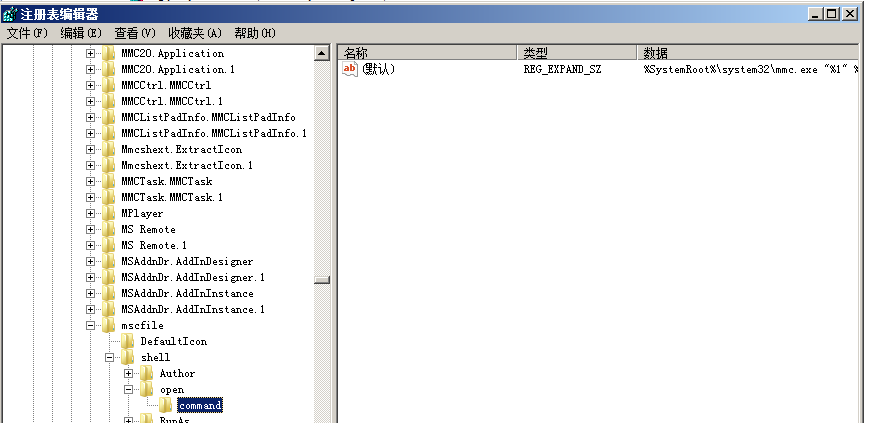 注册表编辑器
文件(F) 编辑(E) 查看(V) 收藏夹(A) 帮助(H)
名称 类型 数据
(默认) REG_EXPAND_SZ %SystemRoot%\system32\mmc.exe "%1" %
MMC20.Application
MMC20.Application.1
MMCCtrl.MMCCtrl
MMCCtrl.MMCCtrl.1
MMCListPadInfo.MMCListPadInfo
MMCListPadInfo.MMCListPadInfo.1
Mmcshext.ExtractIcon
Mmcshext.ExtractIcon.1
MMCTask.MMCTask
MMCTask.MMCTask.1
MPlayer
MS Remote
MS Remote.1
MSAddnDr.AddInDesigner
MSAddnDr.AddInDesigner.1
MSAddnDr.AddInInstance
MSAddnDr.AddInInstance.1
mscfile
DefaultIcon
shell
Author
open
command
RunAs